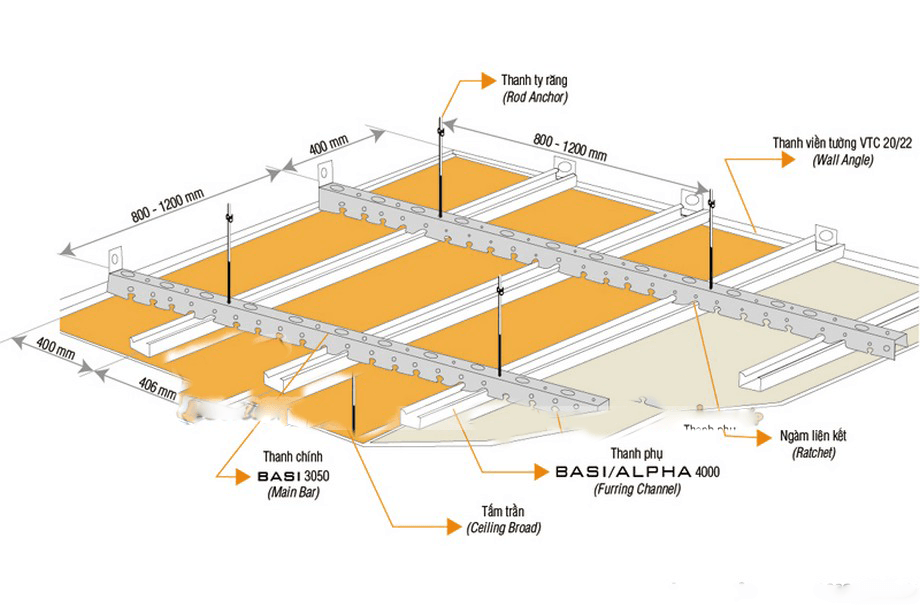 Thanh ty răng
(Rod Anchor)
400 mm
800 - 1200 mm
Thanh viền tường VTC 20/22
(Wall Angle)
800 - 1200 mm
400 mm
406 mm
Thanh phụ
Ngàm liên kết
(Ratchet)
Thanh chính
BASI 3050
(Main Bar)
Thanh phụ
BASI/ALPHA 4000
(Furring Channel)
Tấm trần
(Ceiling Broad)